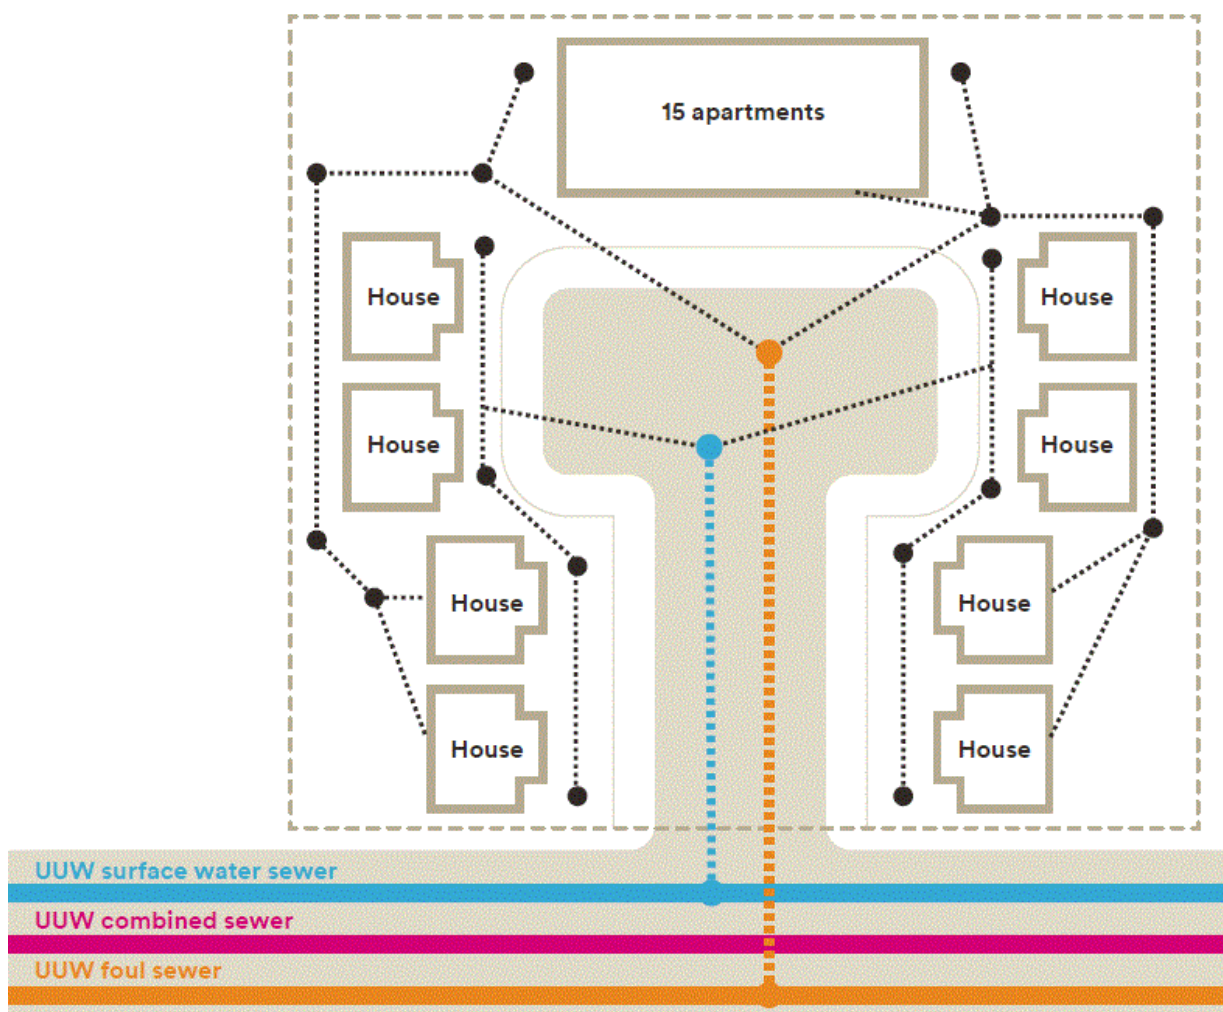 15 apartments
House
House
House
House
House
House
House
House
UUW surface water sewer
UUW combined sewer
UUW foul sewer